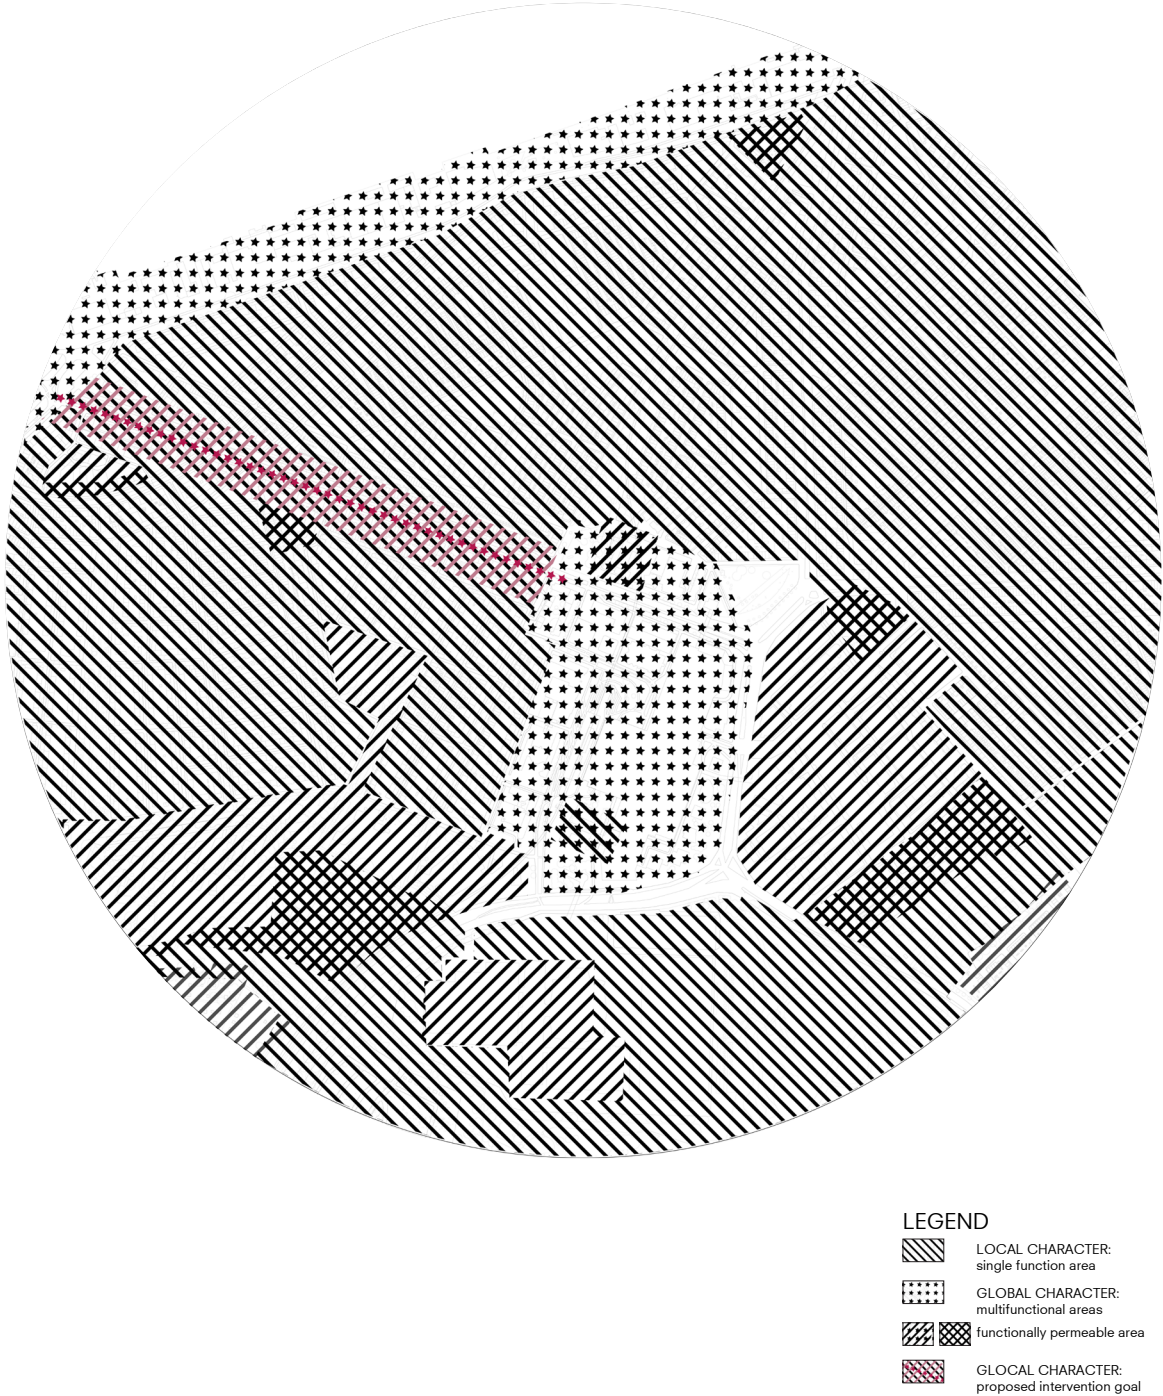 LEGEND
LOCAL CHARACTER:
single function area
GLOBAL CHARACTER:
multifunctional areas
functionally permeable area
GLOCAL CHARACTER:
proposed intervention goal